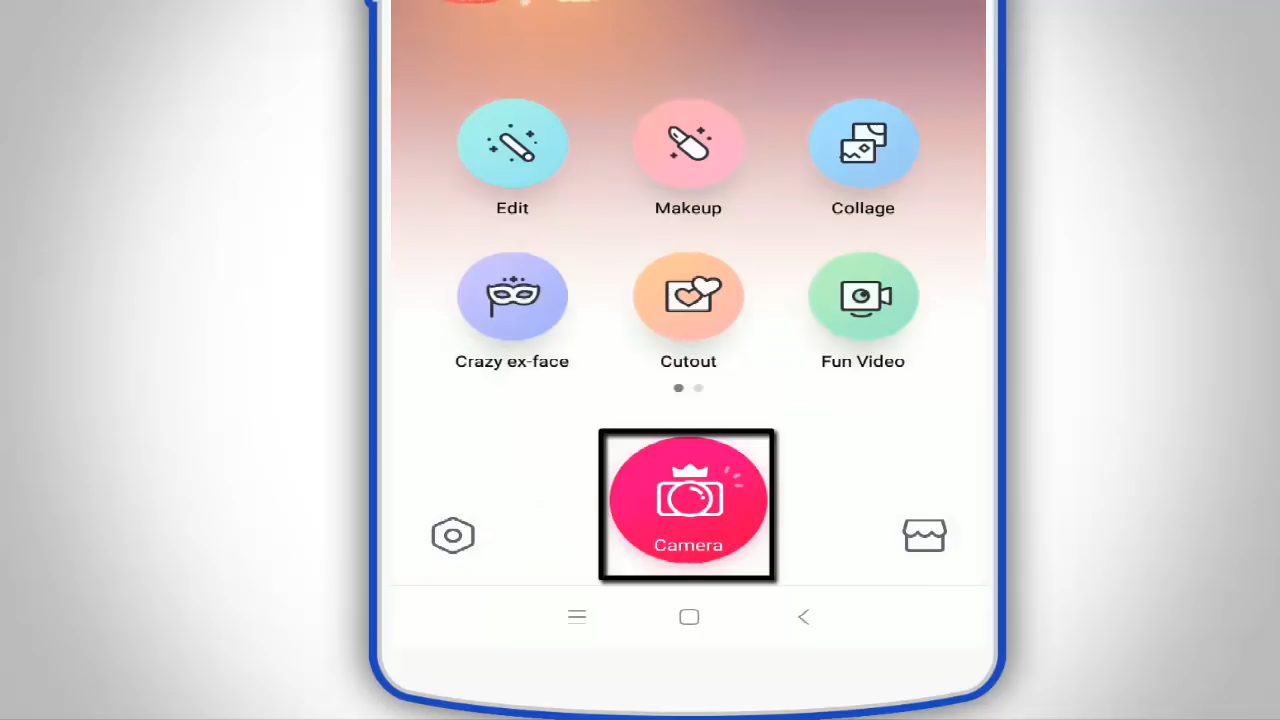 Edit
Makeup
Collage
Crazy ex-face
Cutout
Fun Video
Camera